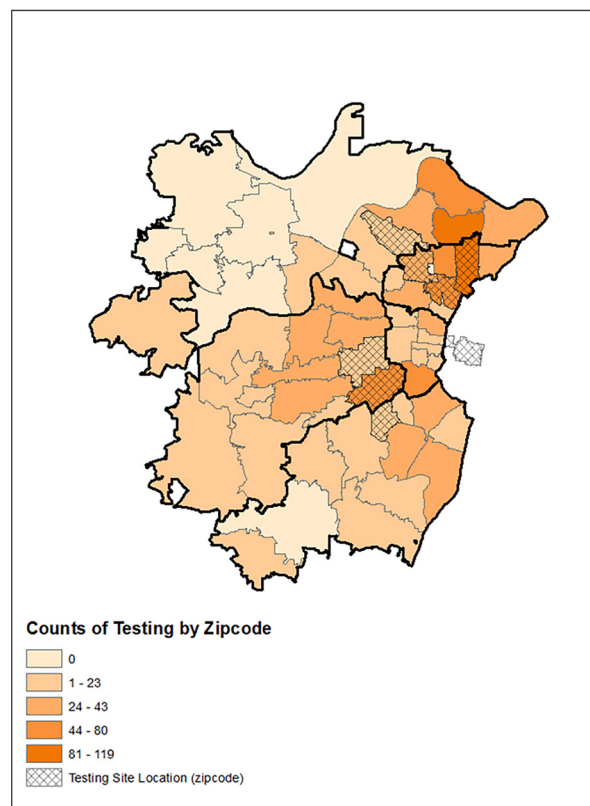 Counts of Testing by Zipcode
0
1 - 23
24 - 43
44 - 80
81 - 119
Testing Site Location (zipcode)